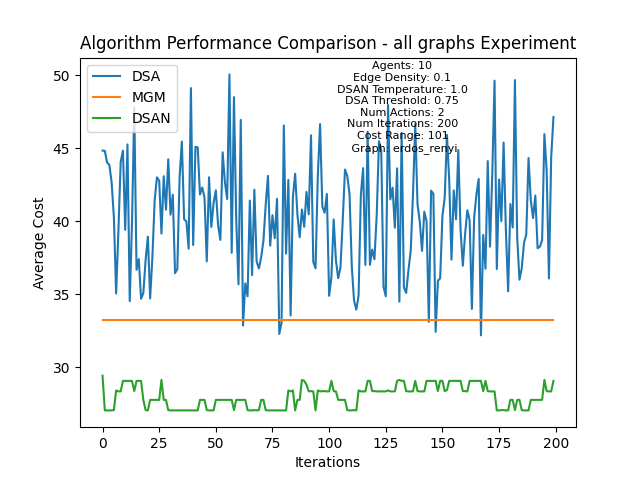 Algorithm Performance Comparison - all graphs Experiment
DSA
MGM
DSAN
Agents: 10
Edge Density: 0.1
DSAN Temperature: 1.0
DSA Threshold: 0.75
Num Actions: 2
Num Iterations: 200
Cost Range: 101
Graph: erdos_renyi
Average Cost
50
45
40
35
30
0
25
50
75
100
125
150
175
200
Iterations